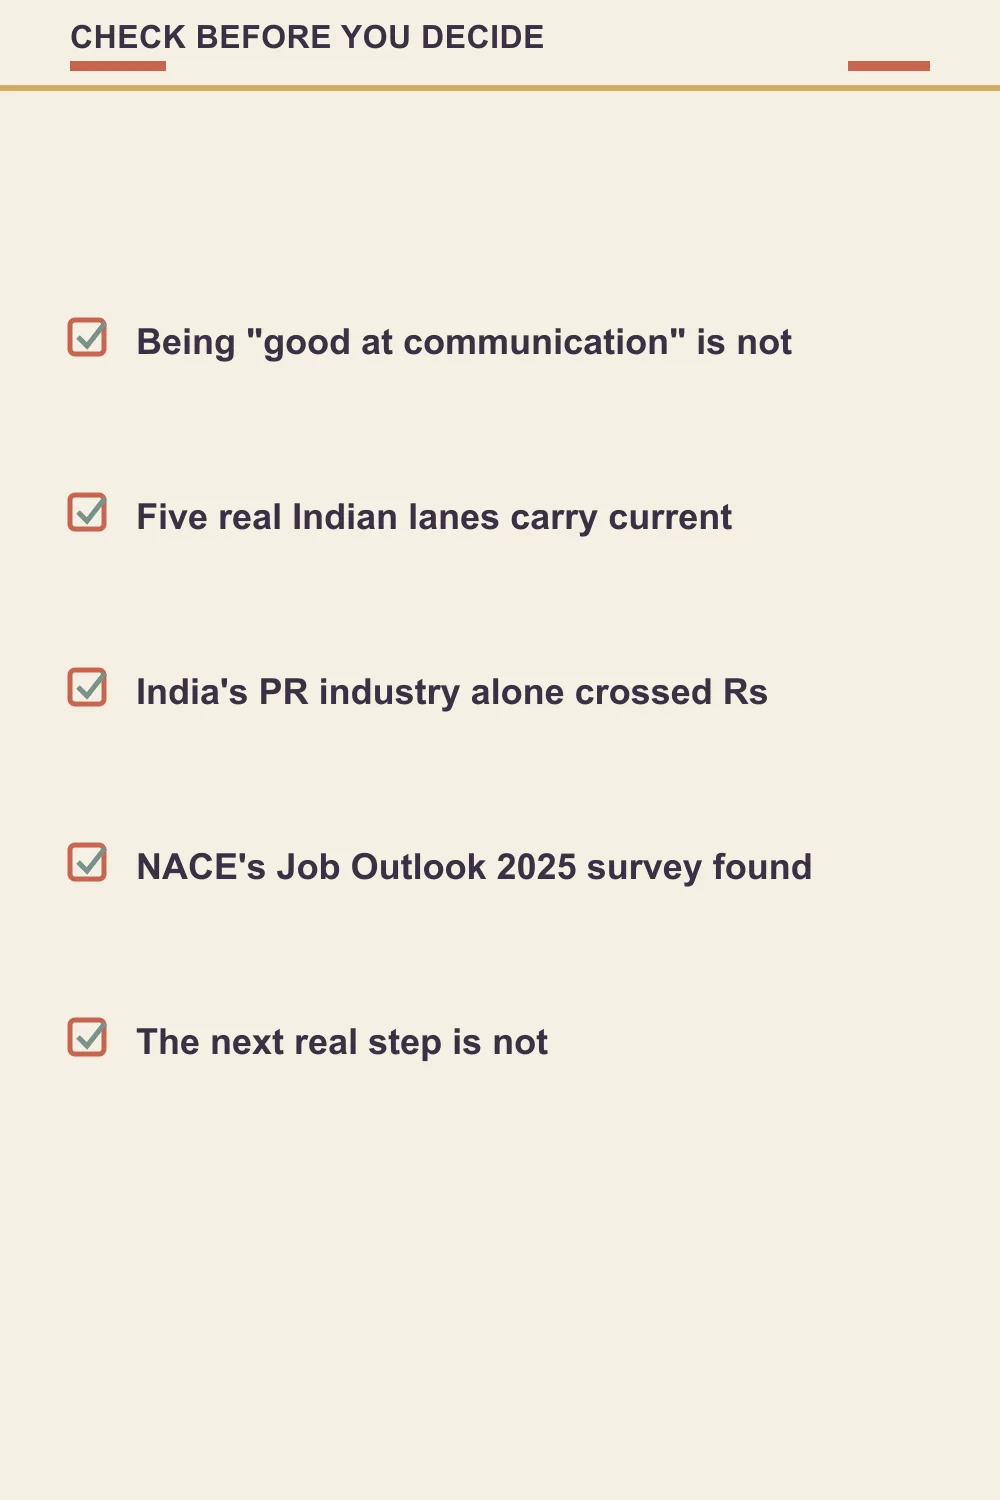 CHECK BEFORE YOU DECIDE
Being "good at communication" is not
Five real Indian lanes carry current
India's PR industry alone crossed Rs
NACE's Job Outlook 2025 survey found
The next real step is not